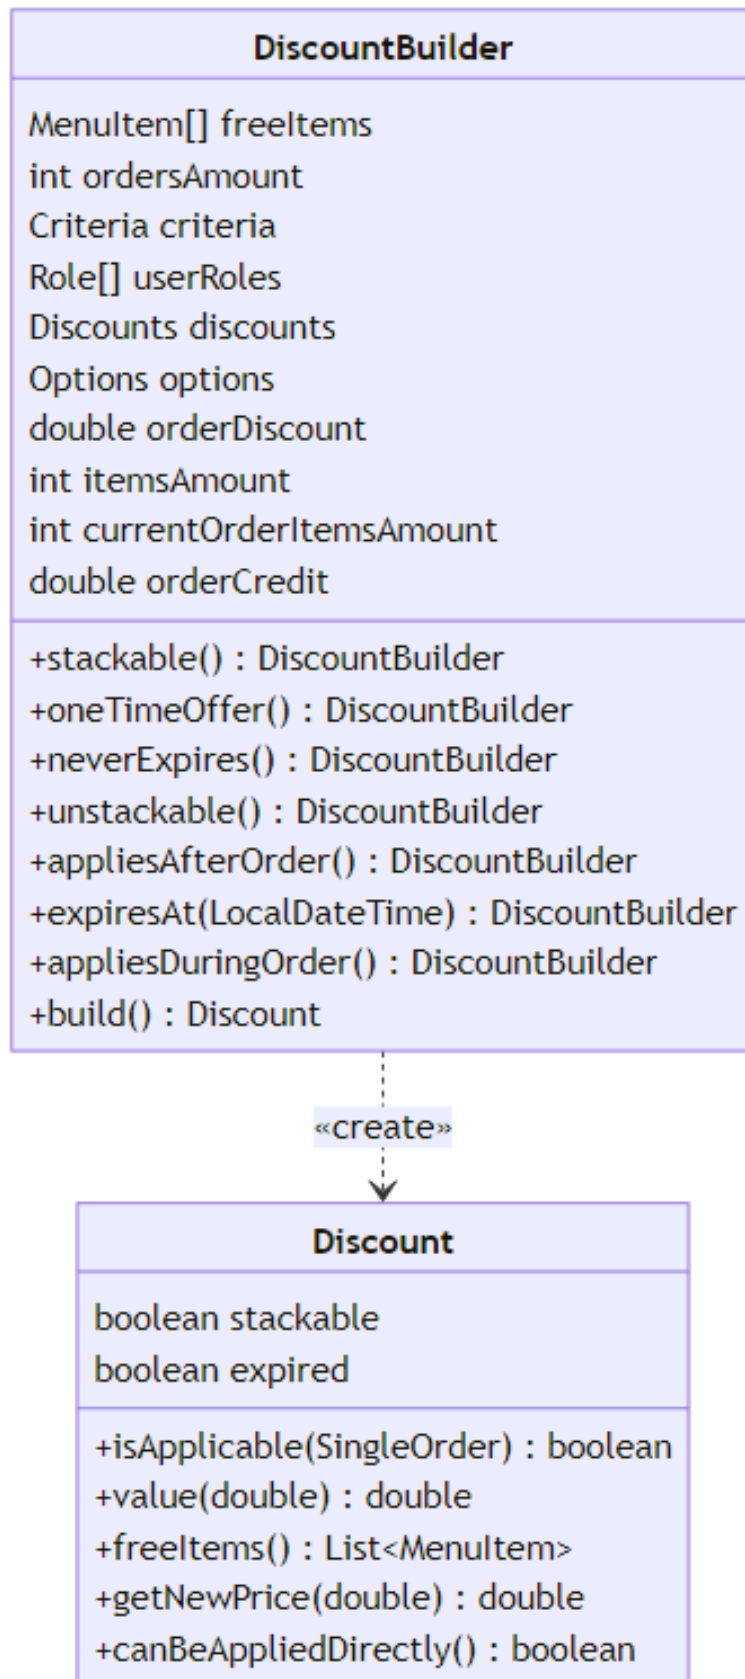 DiscountBuilder
MenuItem[] freeItems
int ordersAmount
Criteria criteria
Role[] userRoles
Discounts discounts
Options options
double orderDiscount
int itemsAmount
int currentOrderItemsAmount
double orderCredit
+stackable() : DiscountBuilder
+oneTimeOffer() : DiscountBuilder
+neverExpires() : DiscountBuilder
+unstackable() : DiscountBuilder
+appliesAfterOrder() : DiscountBuilder
+expiresAt(LocalDateTime) : DiscountBuilder
+appliesDuringOrder() : DiscountBuilder
+build() : Discount
«create»
Discount
boolean stackable
boolean expired
+isApplicable(SingleOrder) : boolean
+value(double) : double
+freeItems() : List<MenuItem>
+getNewPrice(double) : double
+canBeAppliedDirectly() : boolean